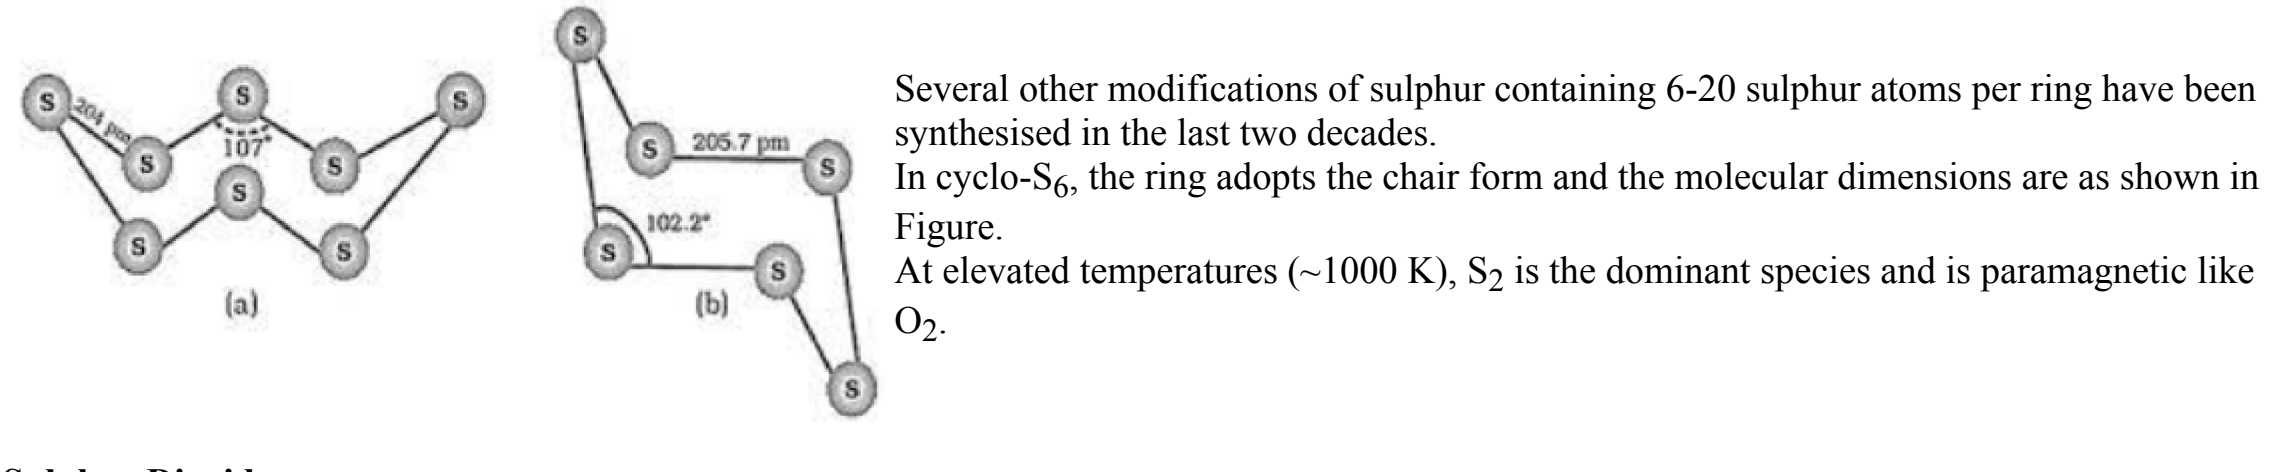 S
S
S
204 pm
107°
S
S
S
S
S
(a)
S
S
205.7 pm
S
102.2°
S
S
(b)
S
Several other modifications of sulphur containing 6-20 sulphur atoms per ring have been
synthesised in the last two decades.
In cyclo-S6, the ring adopts the chair form and the molecular dimensions are as shown in
Figure.
At elevated temperatures (~1000 K), S2 is the dominant species and is paramagnetic like
O2.